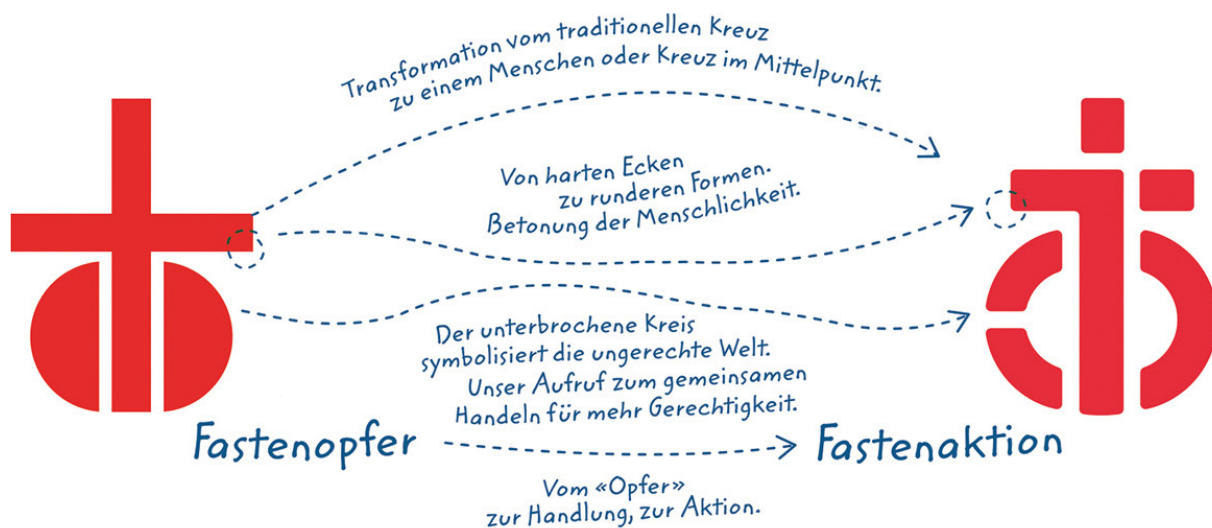 Transformation vom traditionellen Kreuz
zu einem Menschen oder Kreuz im Mittelpunkt.
Von harten Ecken
zu runderen Formen.
Betonung der Menschlichkeit.
Der unterbrochene Kreis
symbolisiert die ungerechte Welt.
Unser Aufruf zum gemeinsamen
Handeln für mehr Gerechtigkeit.
Fastenopfer
Fastenaktion
Vom «Opfer»
zur Handlung, zur Aktion.